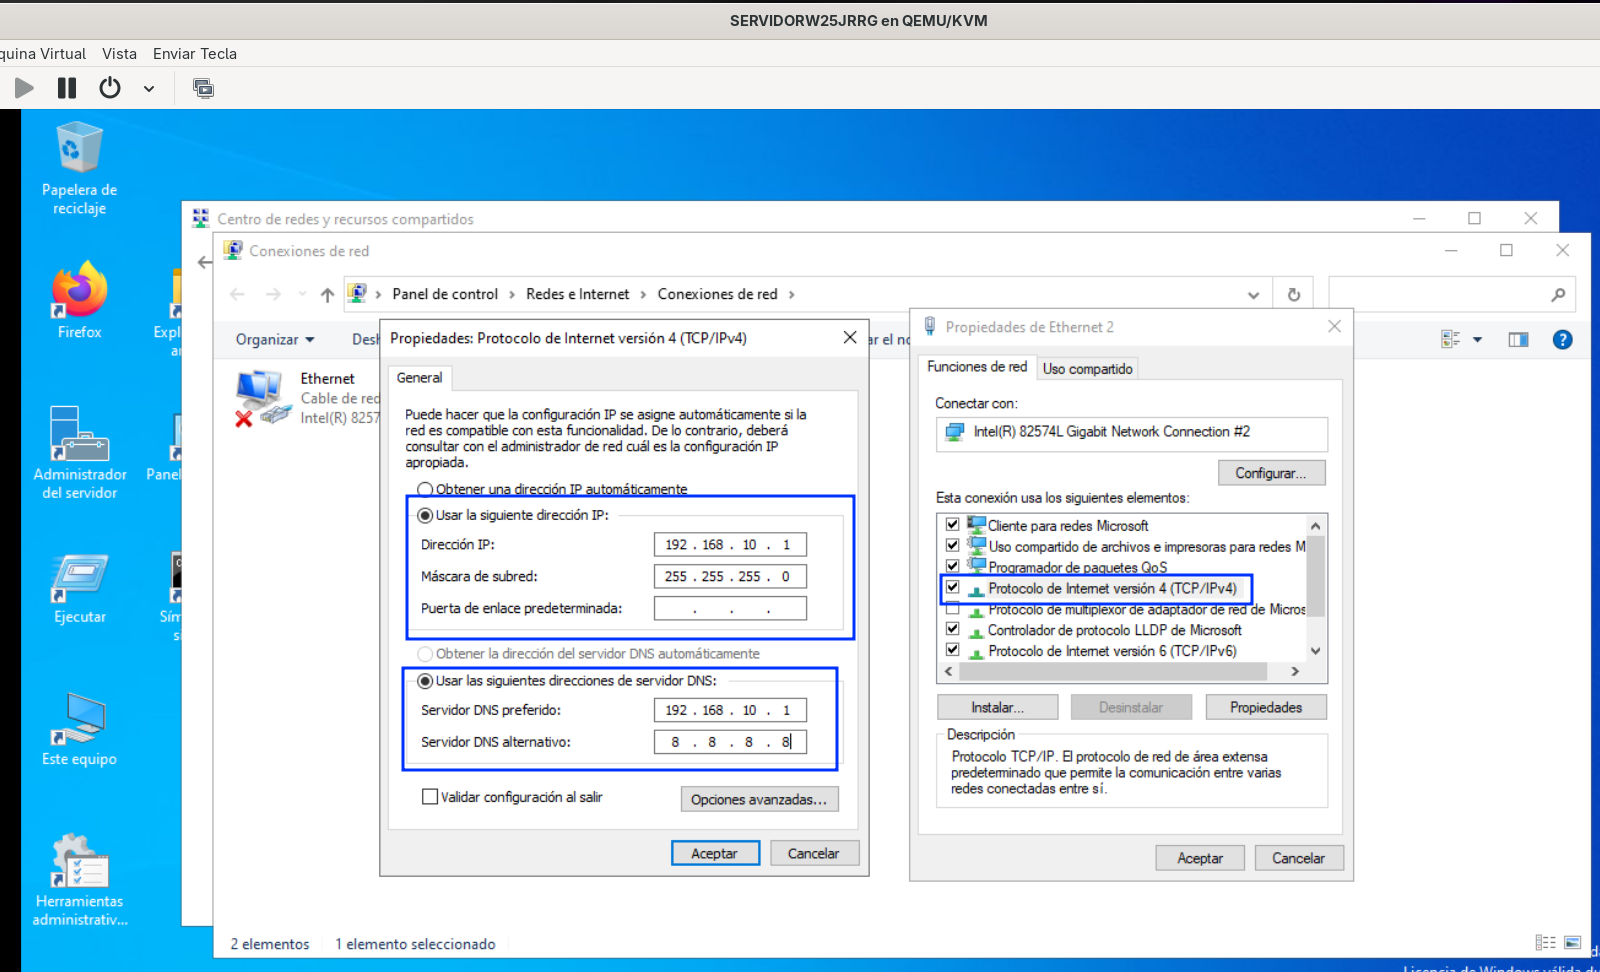 SERVIDORW25JRRG en QEMU/KVM
quina Virtual Vista Enviar Tecla
Papelera de
reciclaje
Firefox
Expl
Administrador
del servidor
Panel
Ejecutar
Sím
Este equipo
Herramientas
administrativ...
Centro de redes y recursos compartidos
Conexiones de red
Panel de control › Redes e Internet › Conexiones de red ›
Organizar
Ethernet
Cable de red
Intel(R) 8257
Propiedades: Protocolo de Internet versión 4 (TCP/IPv4)
General
Puede hacer que la configuración IP se asigne automáticamente si la
red es compatible con esta funcionalidad. De lo contrario, deberá
consultar con el administrador de red cuál es la configuración IP
apropiada.
Obtener una dirección IP automáticamente
Usar la siguiente dirección IP:
Dirección IP: 192 . 168 . 10 . 1
Máscara de subred: 255 . 255 . 255 . 0
Puerta de enlace predeterminada: . . .
Obtener la dirección del servidor DNS automáticamente
Usar las siguientes direcciones de servidor DNS:
Servidor DNS preferido: 192 . 168 . 10 . 1
Servidor DNS alternativo: 8 . 8 . 8 . 8
Validar configuración al salir
Opciones avanzadas...
Aceptar Cancelar
Propiedades de Ethernet 2
Funciones de red Uso compartido
Conectar con:
Intel(R) 82574L Gigabit Network Connection #2
Configurar...
Esta conexión usa los siguientes elementos:
Cliente para redes Microsoft
Uso compartido de archivos e impresoras para redes M
Programador de paquetes QoS
Protocolo de Internet versión 4 (TCP/IPv4)
Protocolo de multiplexor de adaptador de red de Micros
Controlador de protocolo LLDP de Microsoft
Protocolo de Internet versión 6 (TCP/IPv6)
Instalar... Desinstalar Propiedades
Descripción
Protocolo TCP/IP. El protocolo de red de área extensa
predeterminado que permite la comunicación entre varias
redes conectadas entre sí.
Aceptar Cancelar
2 elementos 1 elemento seleccionado